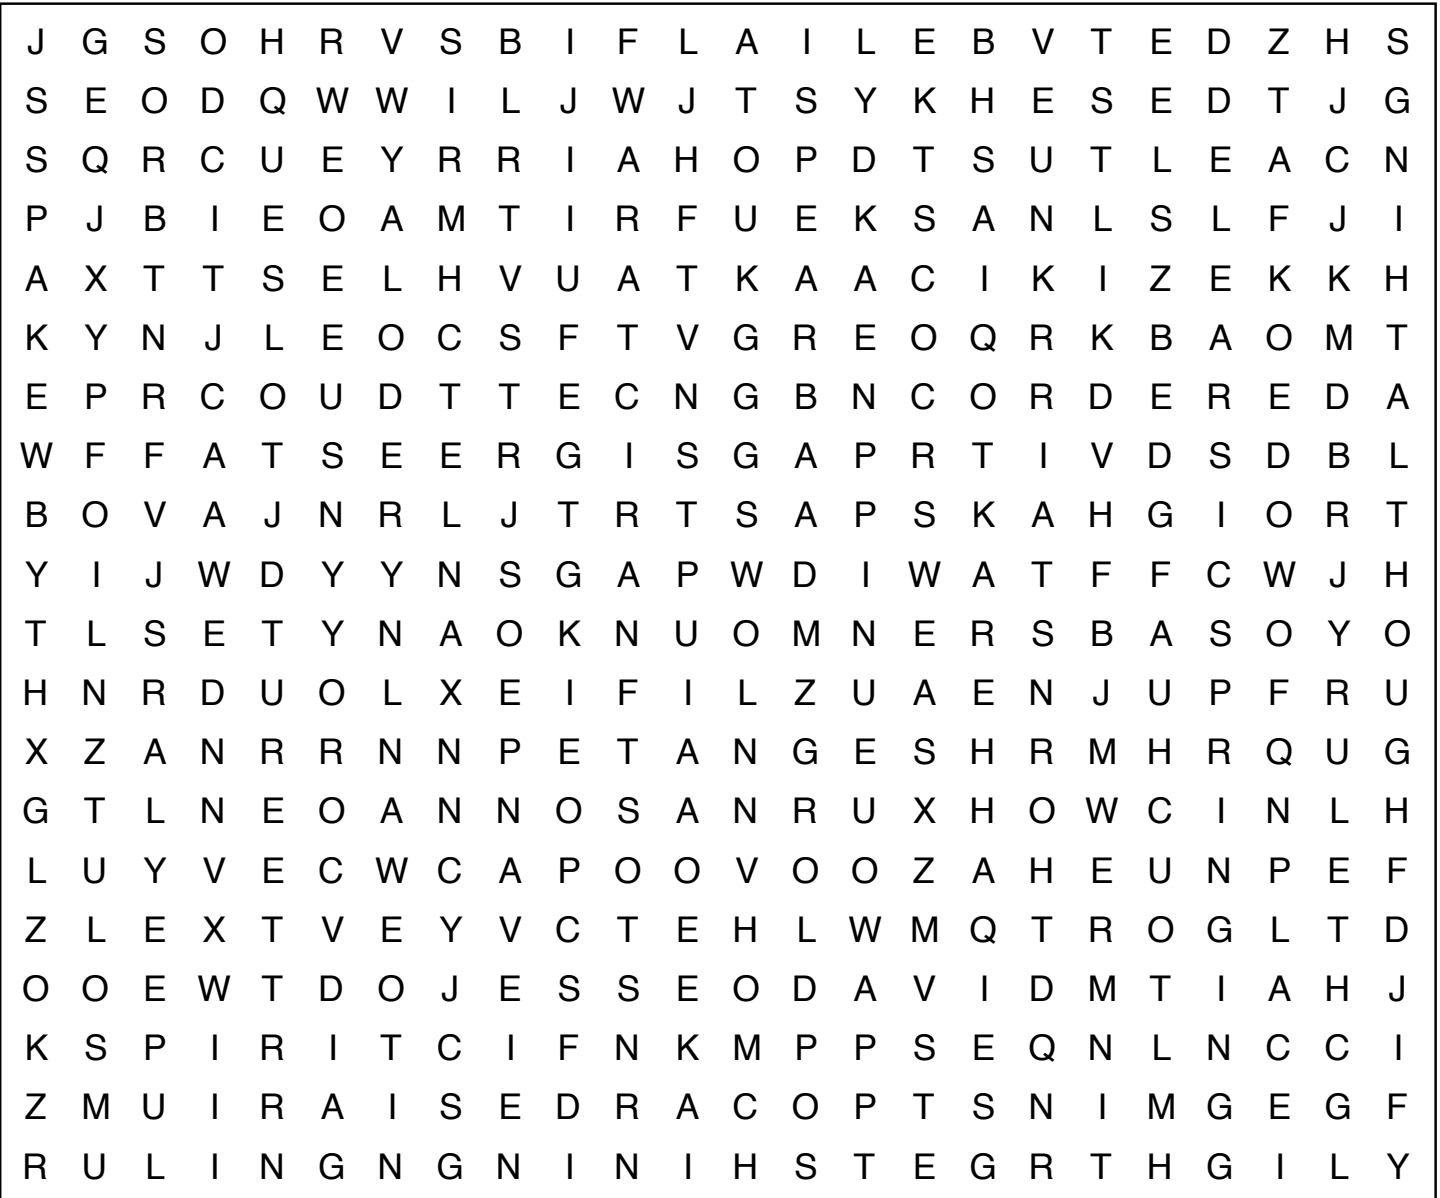 J G S O H R V S B I F L A I L E B V T E D Z H S
S E O D Q W W I L J W J T S Y K H E S E D T J G
S Q R C U E Y R R I A H O P D T S U T L E A C N
P J B I E O A M T I R F U E K S A N L S L F J I
A X T T S E L H V U A T K A A C I K I Z E K K H
K Y N J L E O C S F T V G R E O Q R K B A O M T
E P R C O U D T T E C N G B N C O R D E R E D A
W F F A T S E E R G I S G A P R T I V D S D B L
B O V A J N R L J T R T S A P S K A H G I O R T
Y I J W D Y Y N S G A P W D I W A T F F C W J H
T L S E T Y N A O K N U O M N E R S B A S O Y O
H N R D U O L X E I F I L Z U A E N J U P F R U
X Z A N R R N N P E T A N G E S H R M H R Q U G
G T L N E O A N N O S A N R U X H O W C I N L H
L U Y V E C W C A P O O V O O Z A H E U N P E F
Z L E X T V E Y V C T E H L W M Q T R O G L T D
O O E W T D O J E S S E O D A V I D M T I A H J
K S P I R I T C I F N K M P P S E Q N L N C C I
Z M U I R A I S E D R A C O P T S N I M G E G F
R U L I N G N G N I N I H S T E G R T H G I L Y